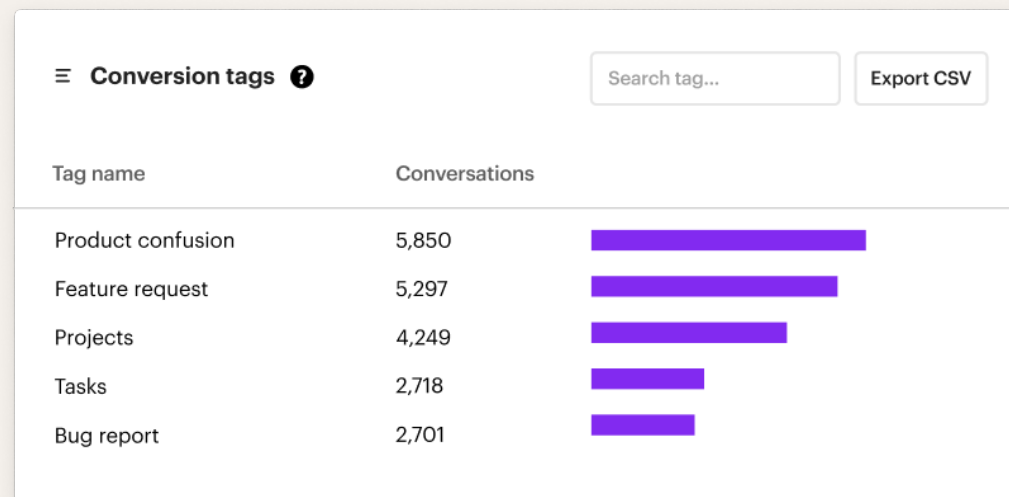 Conversion tags ?
Search tag...
Export CSV
Tag name Conversations
Product confusion 5,850
Feature request 5,297
Projects 4,249
Tasks 2,718
Bug report 2,701